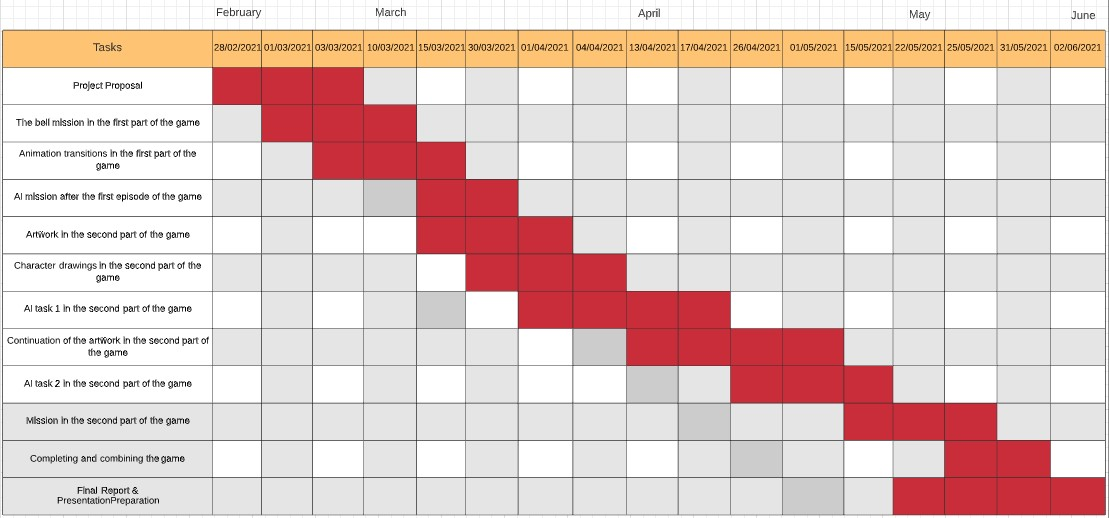 February
March
April
May
June
Tasks
28/02/2021
01/03/2021
03/03/2021
10/03/2021
15/03/2021
30/03/2021
01/04/2021
04/04/2021
13/04/2021
17/04/2021
26/04/2021
01/05/2021
15/05/2021
22/05/2021
25/05/2021
31/05/2021
02/06/2021
Project Proposal
The bell mission in the first part of the game
Animation transitions in the first part of the
game
AI mission after the first episode of the game
Artwork in the second part of the game
Character drawings in the second part of the
game
AI task 1 in the second part of the game
Continuation of the artwork in the second part of
the game
AI task 2 in the second part of the game
Mission in the second part of the game
Completing and combining the game
Final Report &
PresentationPreparation